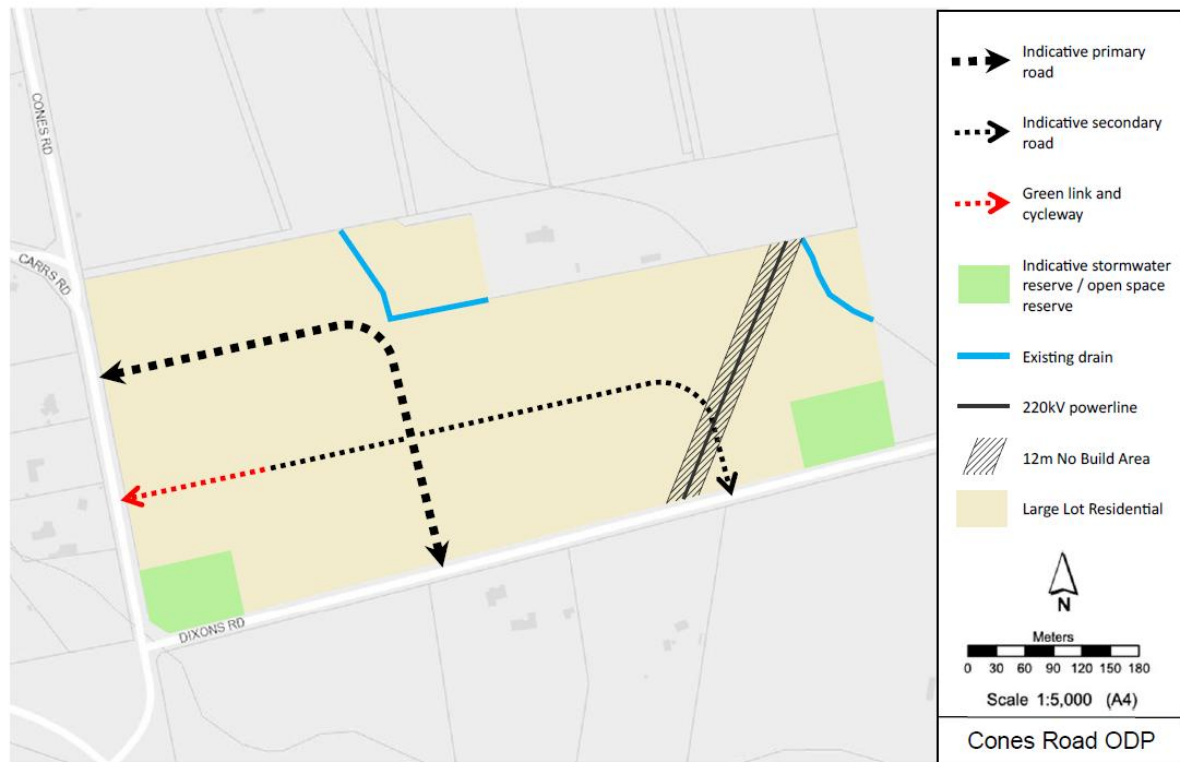 CONES RD
CARRS RD
DIXONS RD
Indicative primary
road
Indicative secondary
road
Green link and
cycleway
Indicative stormwater
reserve / open space
reserve
Existing drain
220kV powerline
12m No Build Area
Large Lot Residential
N
Meters
0 30 60 90 120 150 180
Scale 1:5,000 (A4)
Cones Road ODP